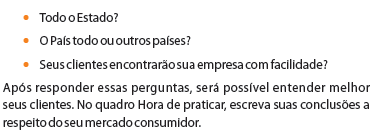 • Todo o Estado?
• O País todo ou outros países?
• Seus clientes encontrarão sua empresa com facilidade?
Após responder essas perguntas, será possível entender melhor
seus clientes. No quadro Hora de praticar, escreva suas conclusões a
respeito do seu mercado consumidor.